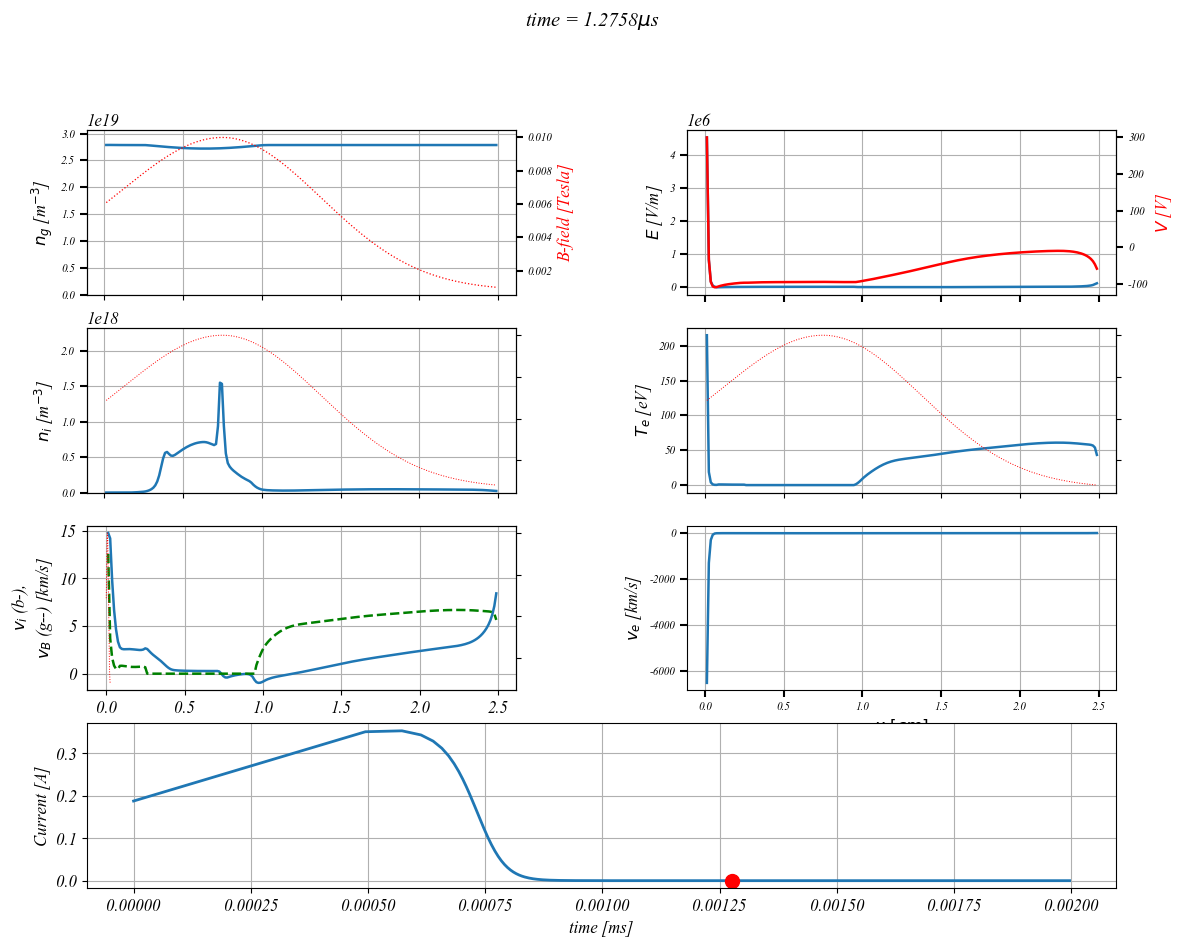 time = 1.2758μs
1e19
3.0
2.5
2.0
1.5
1.0
0.5
0.0
n_g [m^{-3}]
0.010
0.008
0.006
0.004
0.002
B-field [Tesla]
1e6
4
3
2
1
0
E [V/m]
300
200
100
0
-100
V [V]
1e18
2.0
1.5
1.0
0.5
0.0
n_i [m^{-3}]
200
150
100
50
0
T_e [eV]
15
10
5
0
v_i (b-),
v_B (g--) [km/s]
0.0 0.5 1.0 1.5 2.0 2.5
0
-2000
-4000
-6000
v_e [km/s]
0.0 0.5 1.0 1.5 2.0 2.5
0.3
0.2
0.1
0.0
Current [A]
0.00000 0.00025 0.00050 0.00075 0.00100 0.00125 0.00150 0.00175 0.00200
time [ms]